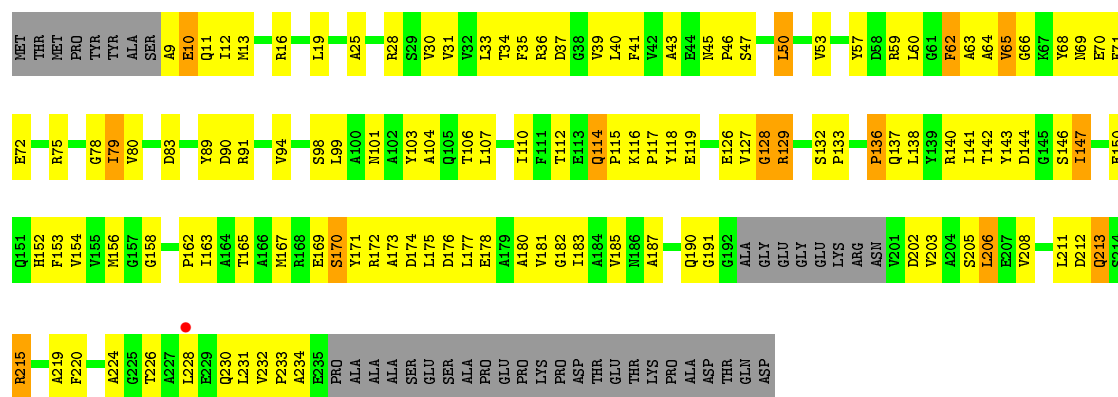 MET THR MET PRO TYR TYR ALA SER A9 E10 Q11 I12 M13 R16 L19 A25 R28 S29 V30 V31 V32 L33 T34 F35 R36 D37 G38 V39 L40 F41 V42 A43 E44 N45 P46 S47 L50 V53 Y57 D58 R59 L60 G61 F62 A63 A64 V65 G66 K67 Y68 N69 E70 F71
E72 R75 G78 I79 V80 D83 Y89 D90 R91 V94 S98 L99 A100 N101 A102 Y103 A104 Q105 T106 L107 I110 F111 T112 E113 Q114 P115 K116 P117 Y118 E119 E126 V127 G128 R129 S132 P133 P136 Q137 L138 Y139 R140 I141 T142 Y143 D144 G145 S146 I147 E150
Q151 H152 F153 V154 V155 M156 G157 G158 P162 I163 A164 T165 A166 M167 R168 E169 S170 Y171 R172 A173 D174 L175 D176 L177 E178 A179 A180 V181 G182 I183 A184 V185 N186 A187 Q190 G191 G192 ALA GLY GLU GLY GLU LYS ARG ASN V201 D202 V203 A204 S205 L206 E207 V208 L211 D212 Q213 S214
R215 A219 F220 A224 G225 T226 A227 L228 E229 Q230 L231 V232 P233 A234 E235 PRO ALA ALA ALA SER GLU SER ALA PRO GLU PRO LYS PRO ASP THR GLU THR LYS PRO ALA ASP THR GLN ASP